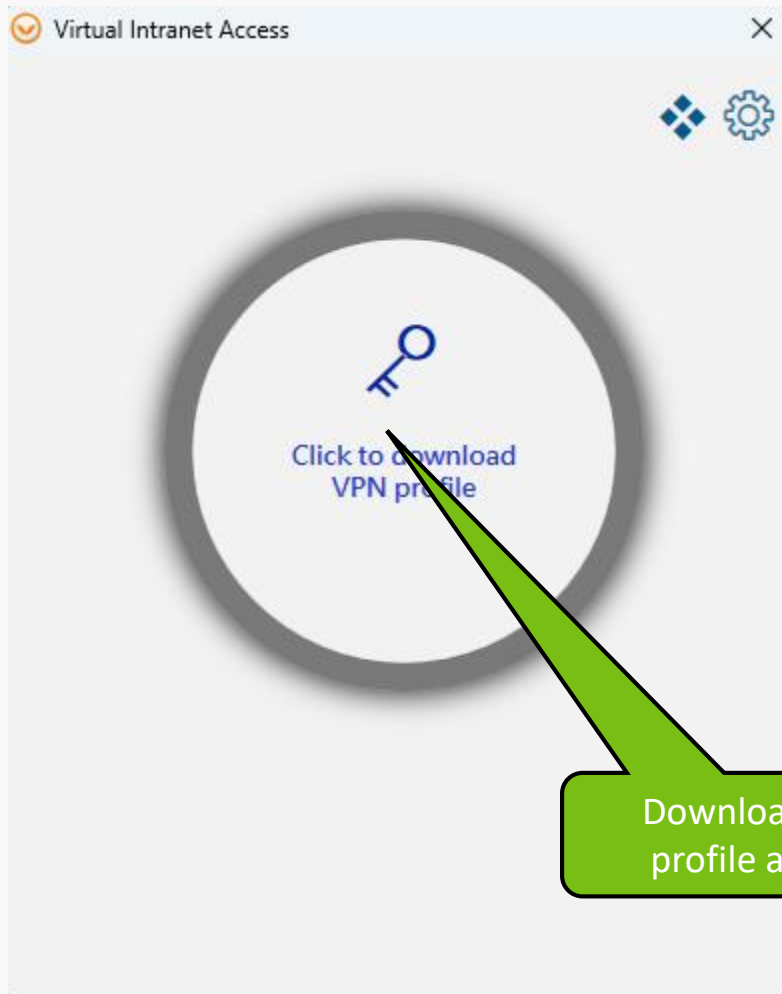 Virtual Intranet Access
Click to download
VPN profile
Downloa
profile a